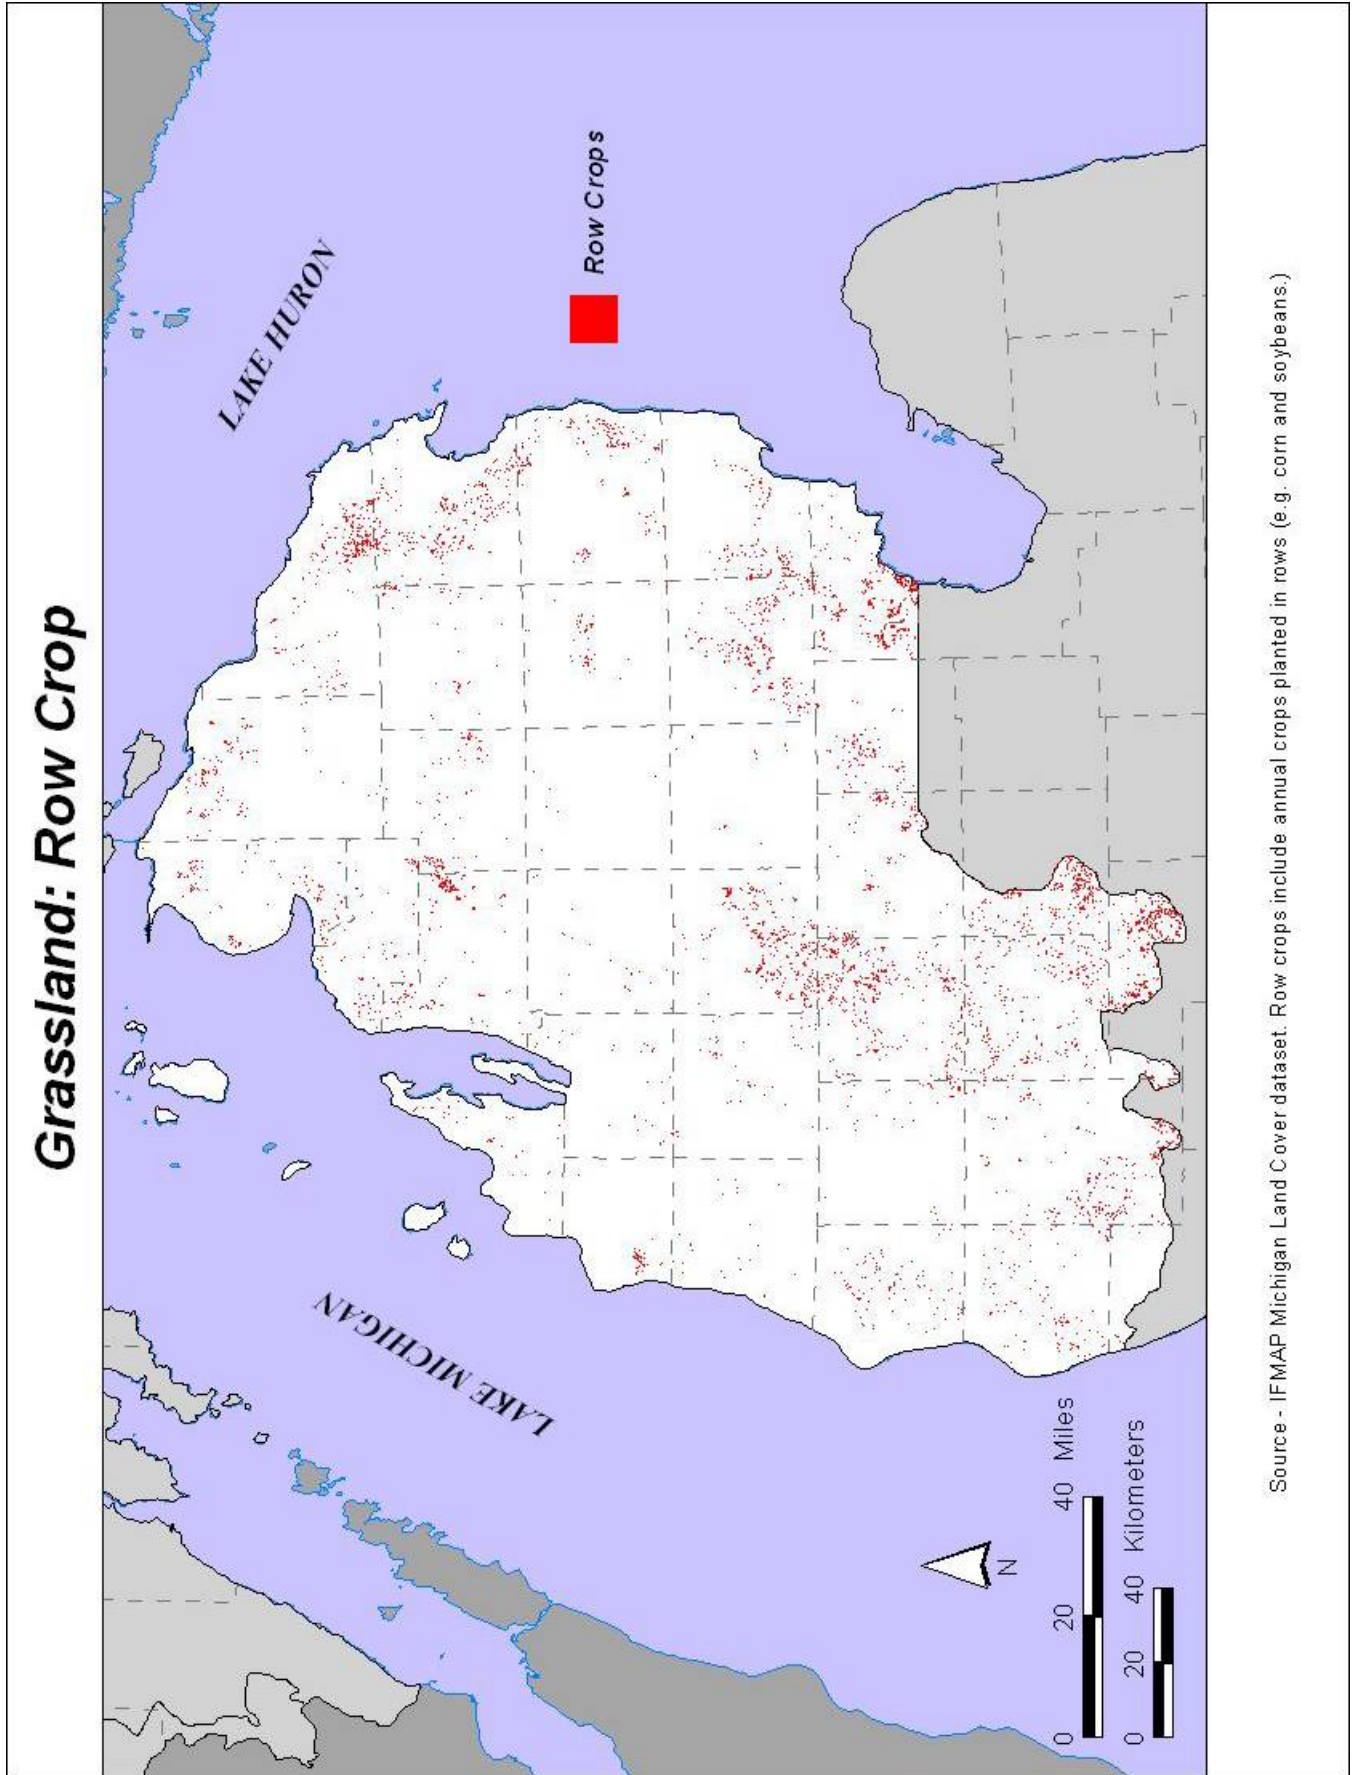 Grassland: Row Crop
LAKE HURON
Row Crops
LAKE MICHIGAN
N
0 20 40 Miles
0 20 40 Kilometers
Source - IFMAP Michigan Land Cover dataset. Row crops include annual crops planted in rows (e.g. corn and soybeans.)